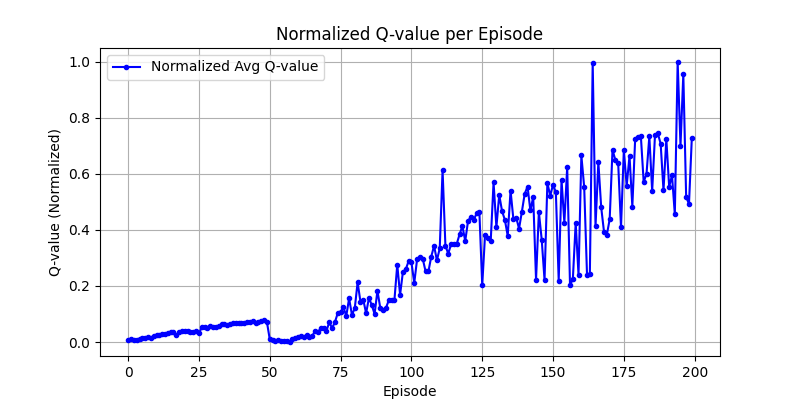 Normalized Q-value per Episode
Normalized Avg Q-value
Q-value (Normalized)
1.0
0.8
0.6
0.4
0.2
0.0
0 25 50 75 100 125 150 175 200
Episode